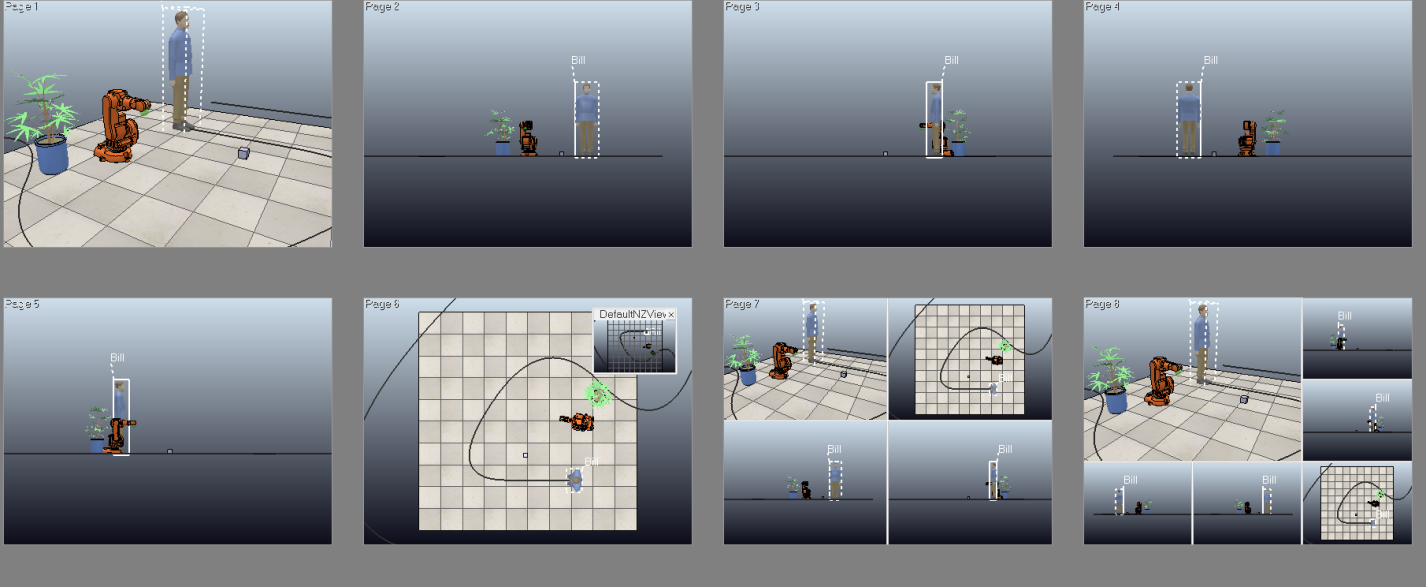 Page 1
Page 2
Page 3
Page 4
Bill
Bill
Bill
Page 5
Page 6
Page 7
Page 8
Bill
DefaultNZView ×
Bill
Bill
Bill
Bill
Bill
Bill
Bill